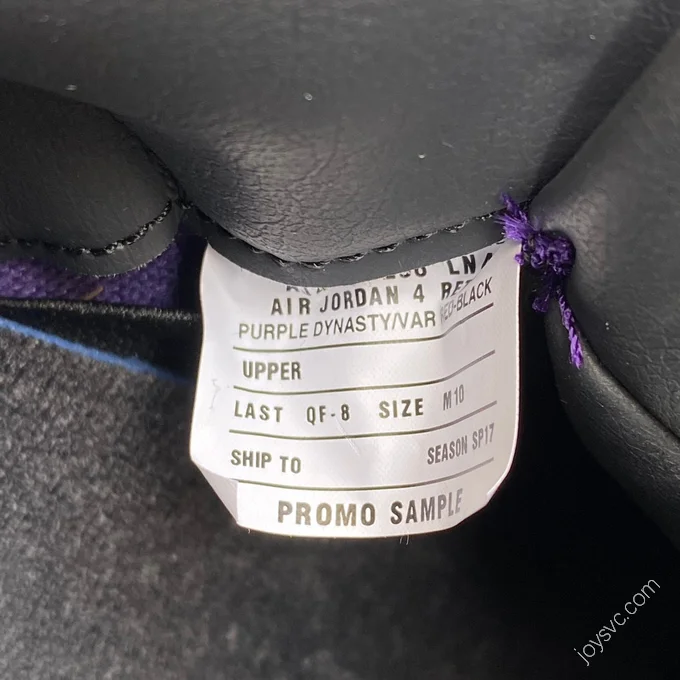 LN
AIR JORDAN 4
PURPLE DYNASTY/VAR RED-BLACK
UPPER
LAST QF-8 SIZE M10
SHIP TO SEASON SP17
PROMO SAMPLE
joysvc.com